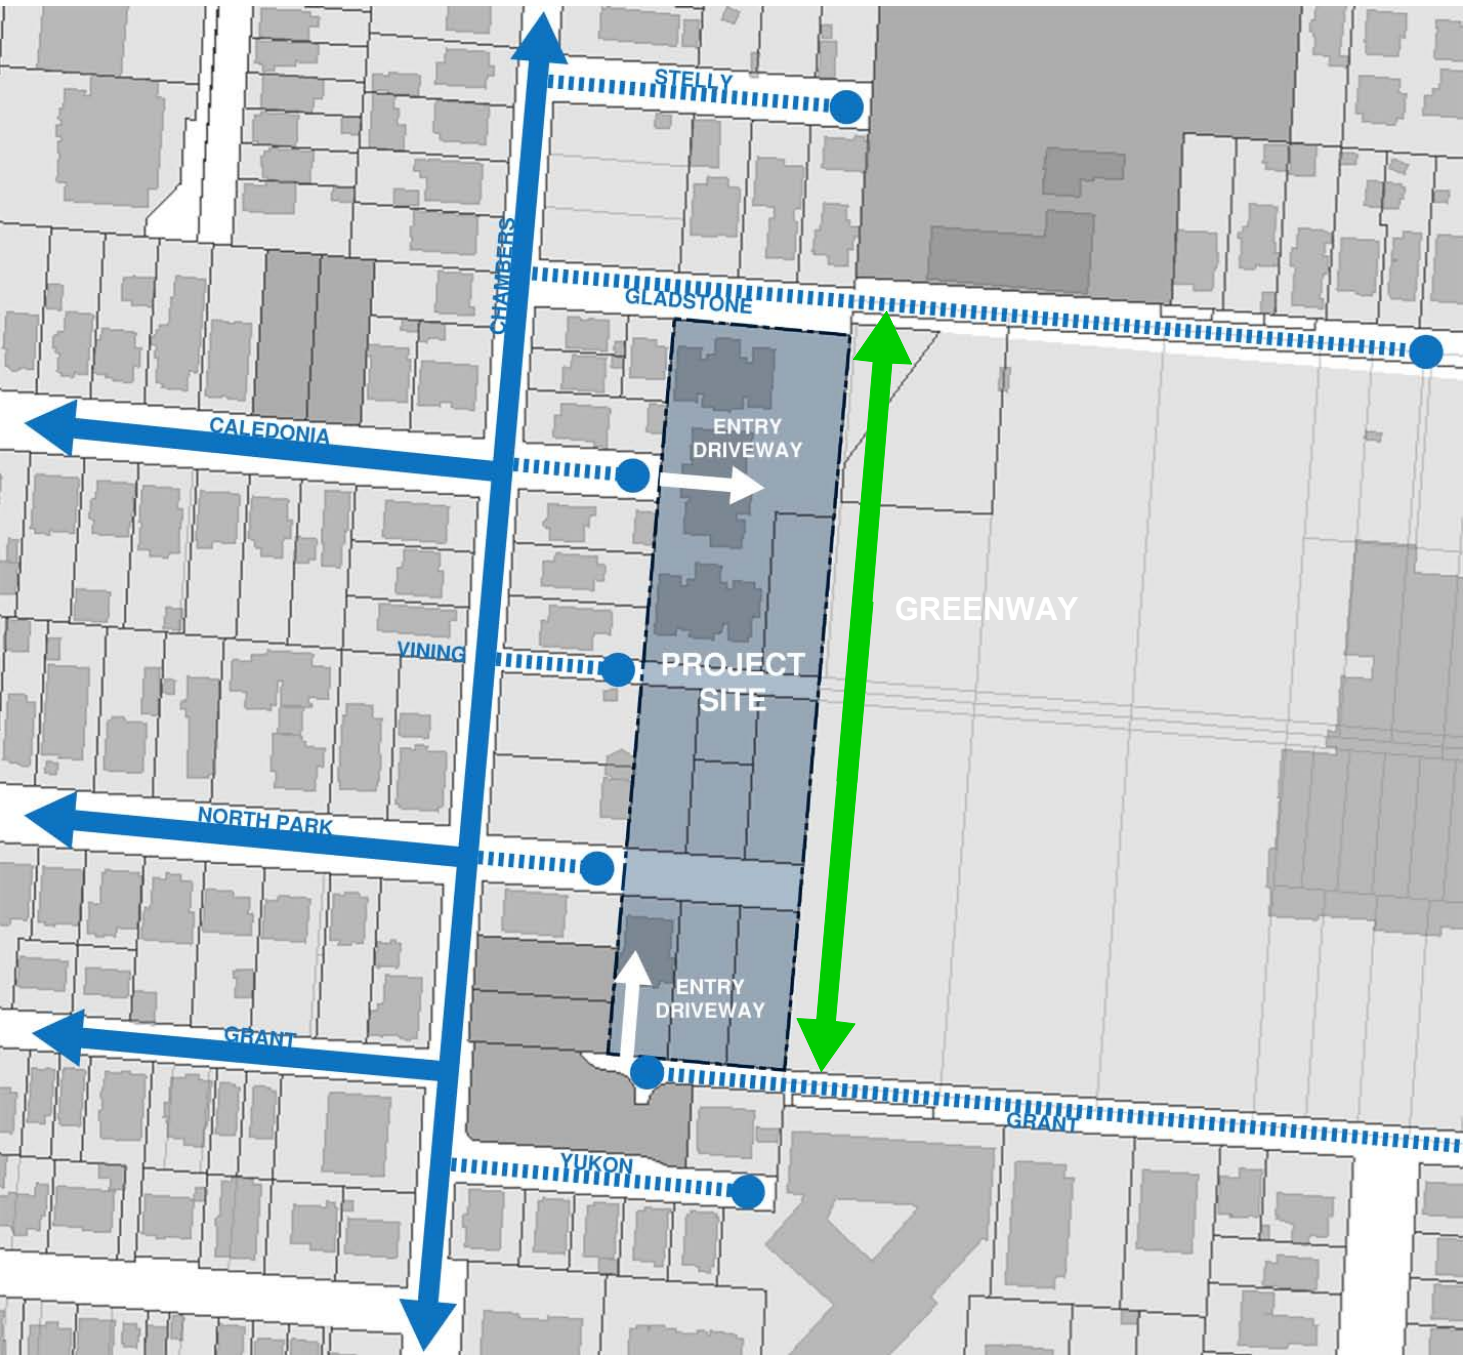 STELLY
CHAMBERS
GLADSTONE
CALEDONIA
ENTRY
DRIVEWAY
GREENWAY
VINING
PROJECT
SITE
NORTH PARK
ENTRY
DRIVEWAY
GRANT
GRANT
YUKON